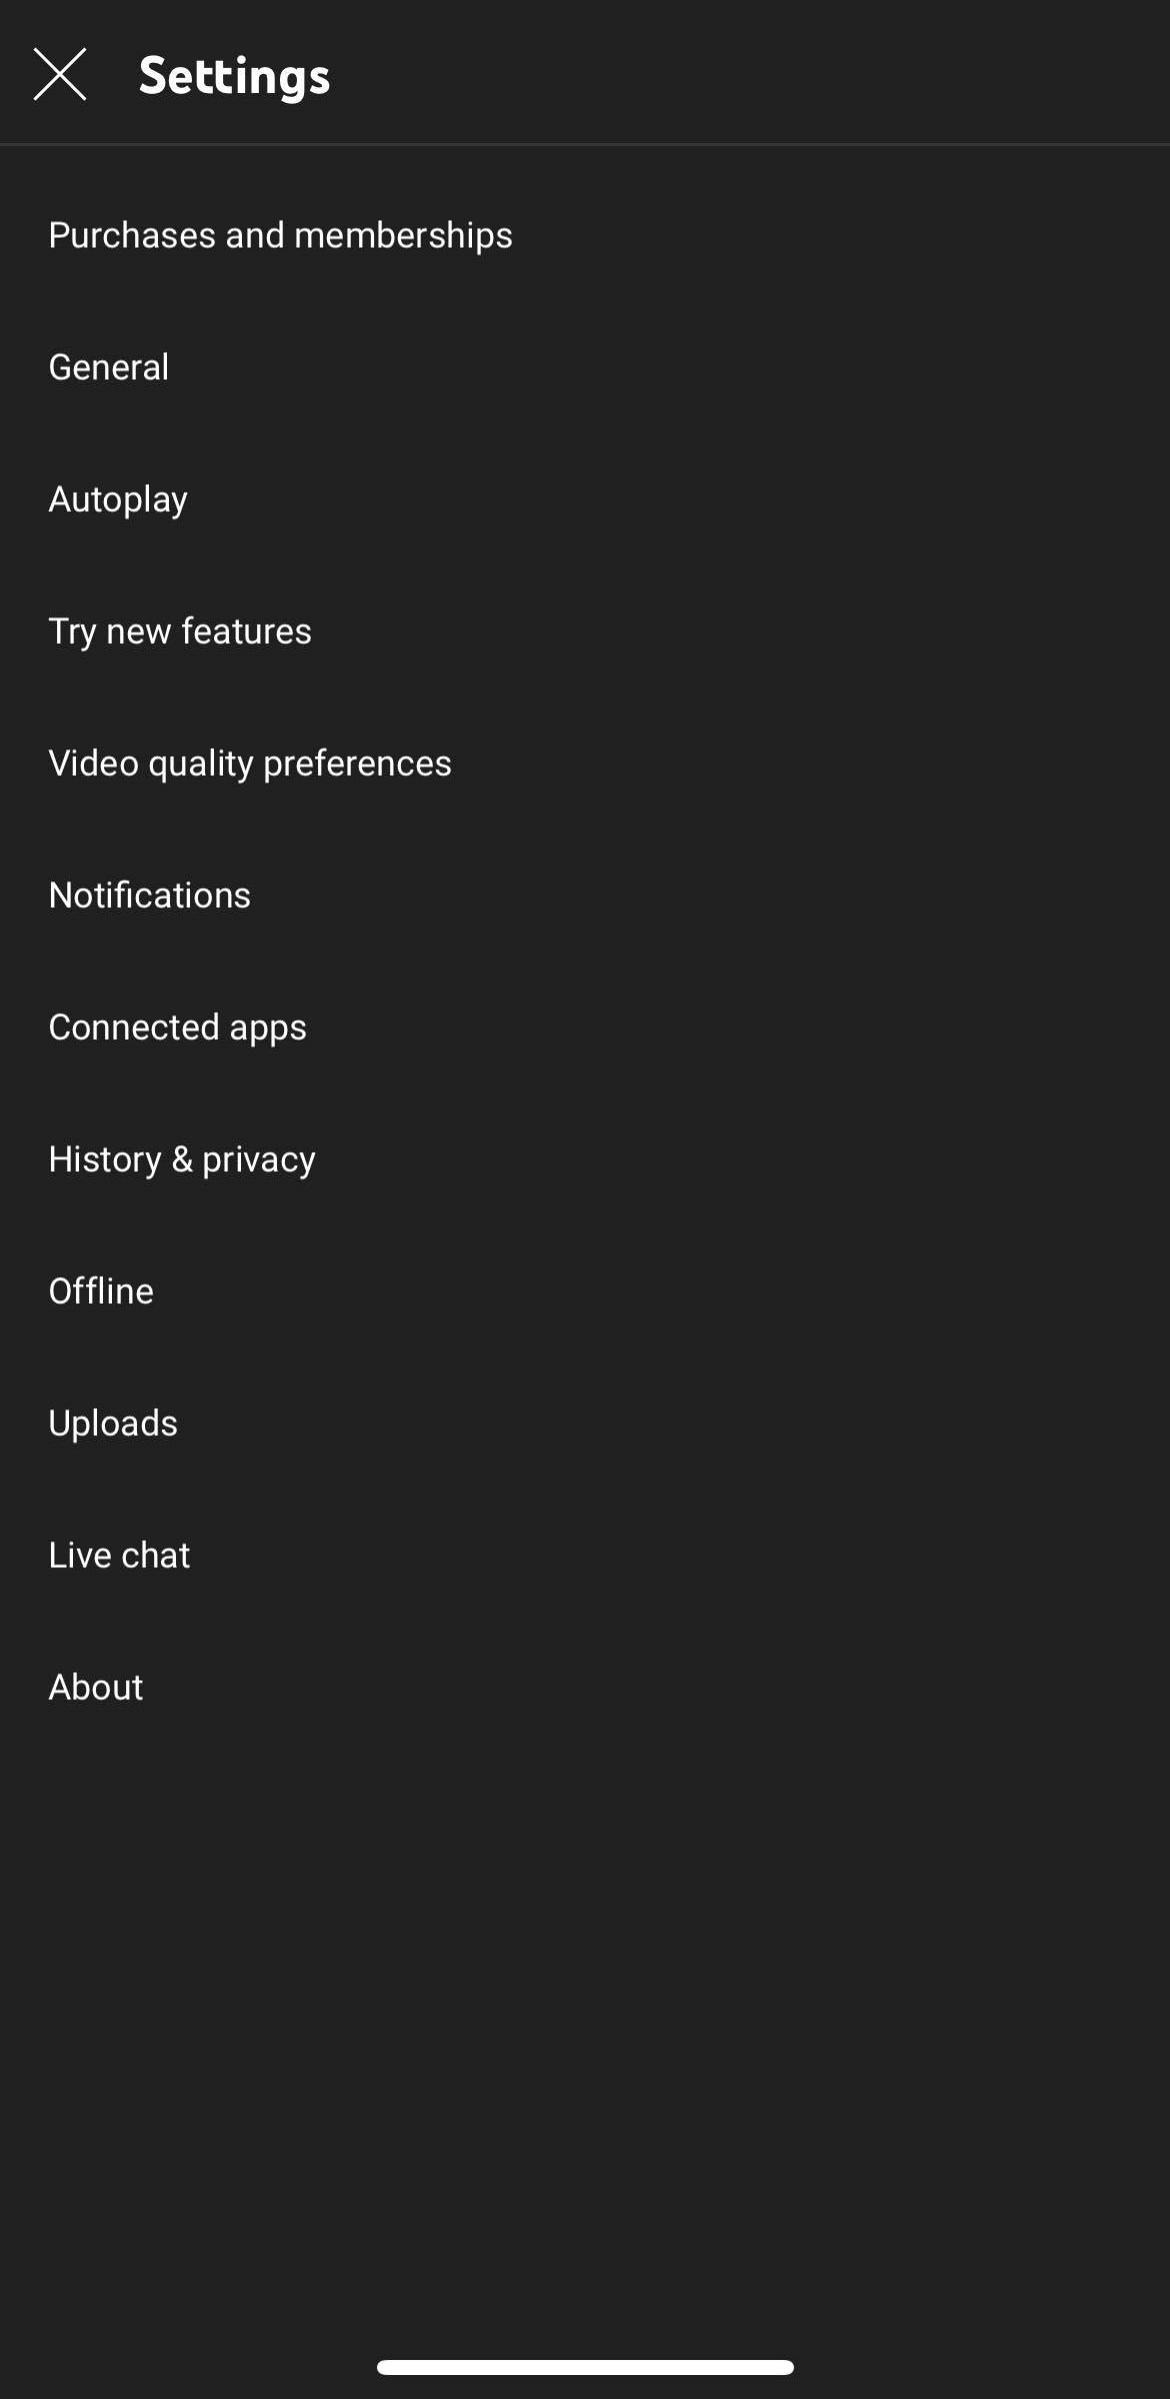 Settings
Purchases and memberships
General
Autoplay
Try new features
Video quality preferences
Notifications
Connected apps
History & privacy
Offline
Uploads
Live chat
About